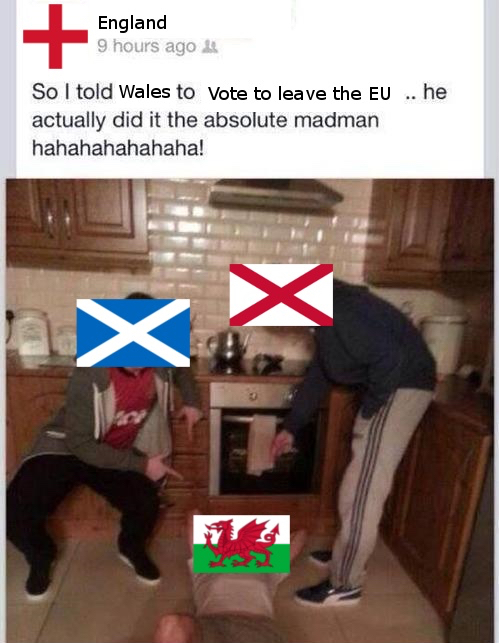 England
9 hours ago
So I told Wales to Vote to leave the EU .. he
actually did it the absolute madman
hahahahahahaha!